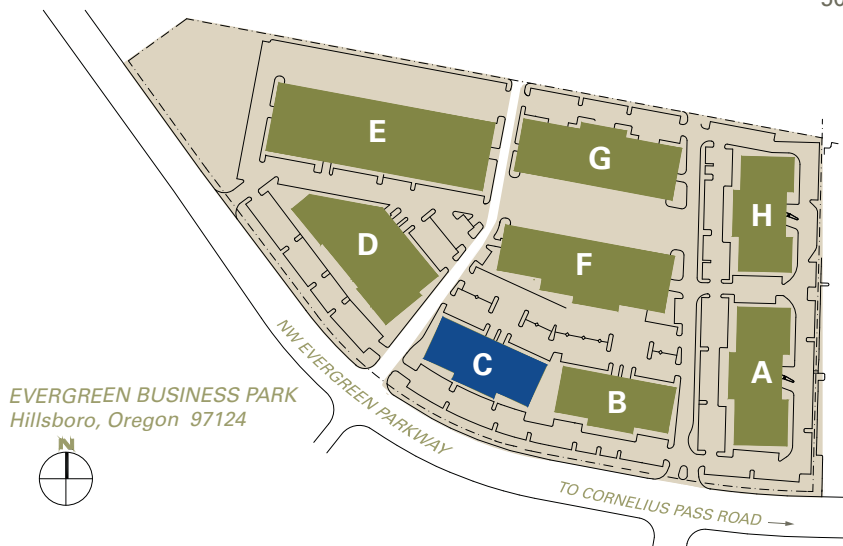 E
G
H
D
F
C
A
B
NW EVERGREEN PARKWAY
EVERGREEN BUSINESS PARK
Hillsboro, Oregon 97124
N
TO CORNELIUS PASS ROAD